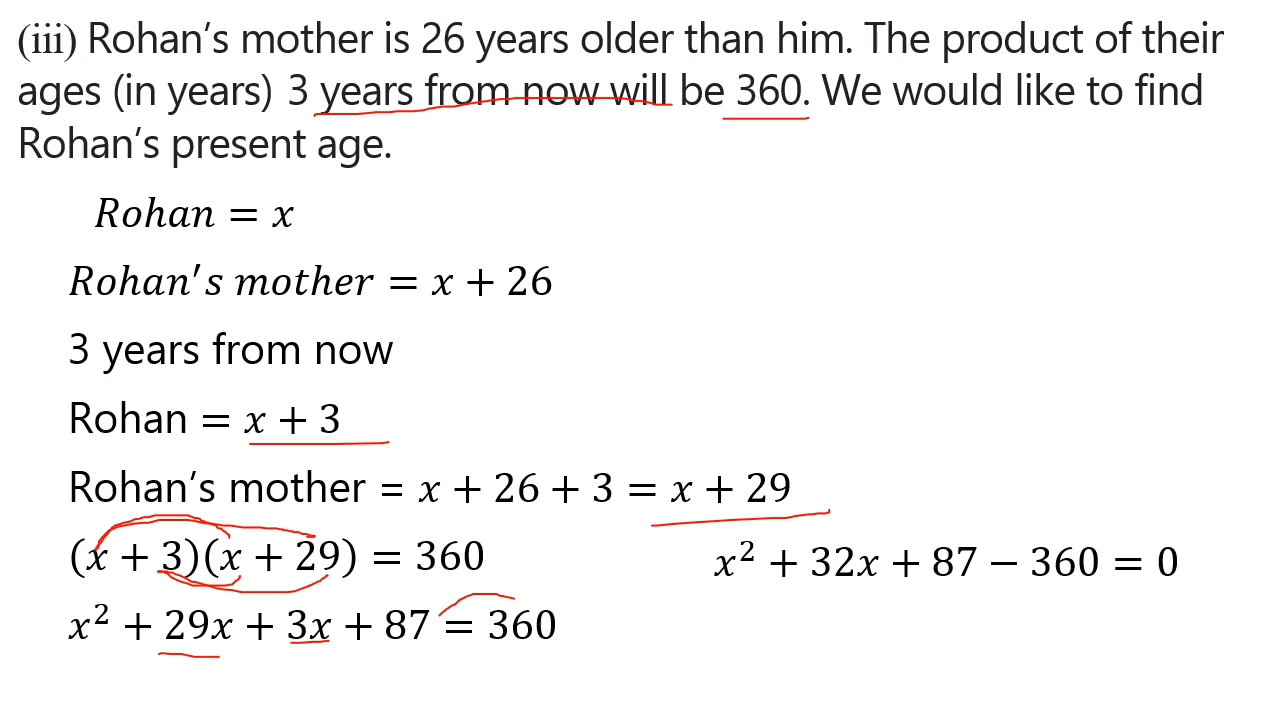 (iii) Rohan’s mother is 26 years older than him. The product of their
ages (in years) 3 years from now will be 360. We would like to find
Rohan’s present age.
Rohan = x
Rohan′s mother = x + 26
3 years from now
Rohan = x + 3
Rohan’s mother = x + 26 + 3 = x + 29
(x + 3)(x + 29) = 360
x² + 29x + 3x + 87 = 360
x² + 32x + 87 − 360 = 0